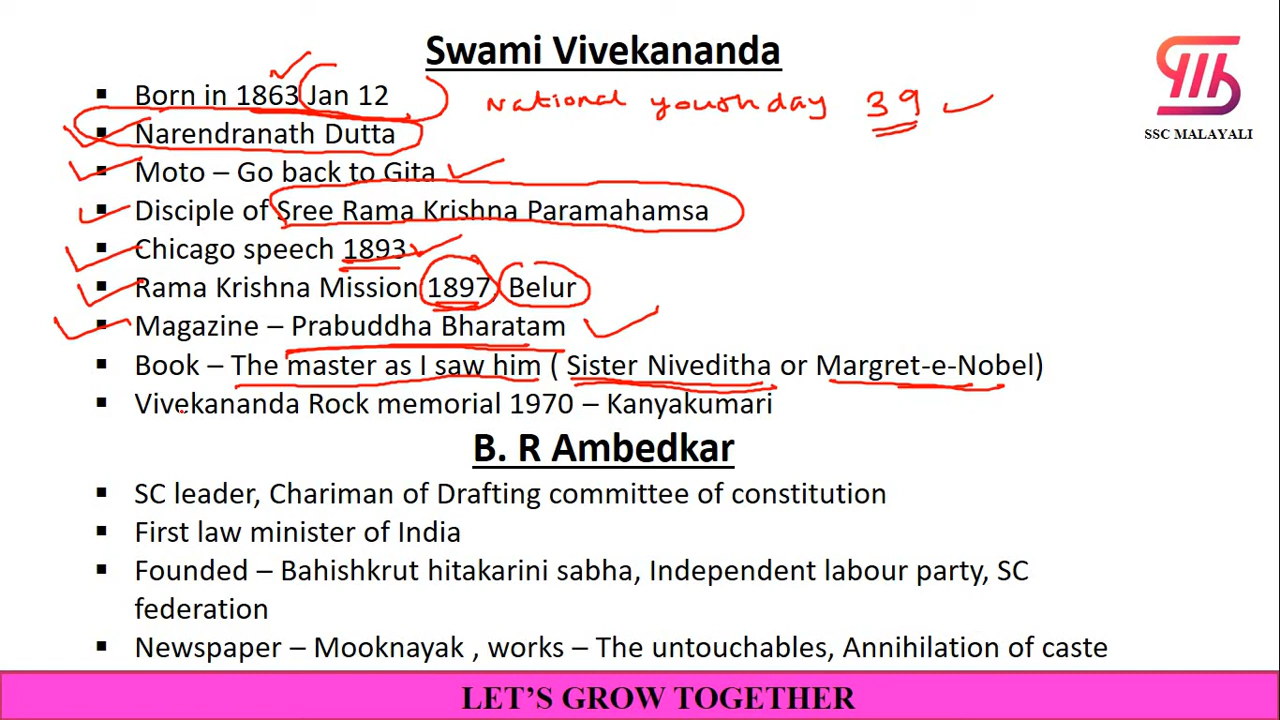 Swami Vivekananda
SSC MALAYALI
▪ Born in 1863 Jan 12 National youth day 39
▪ Narendranath Dutta
▪ Moto – Go back to Gita
▪ Disciple of Sree Rama Krishna Paramahamsa
▪ Chicago speech 1893
▪ Rama Krishna Mission 1897 Belur
▪ Magazine – Prabuddha Bharatam
▪ Book – The master as I saw him ( Sister Niveditha or Margret-e-Nobel)
▪ Vivekananda Rock memorial 1970 – Kanyakumari
B. R Ambedkar
▪ SC leader, Chariman of Drafting committee of constitution
▪ First law minister of India
▪ Founded – Bahishkrut hitakarini sabha, Independent labour party, SC
federation
▪ Newspaper – Mooknayak , works – The untouchables, Annihilation of caste
LET'S GROW TOGETHER